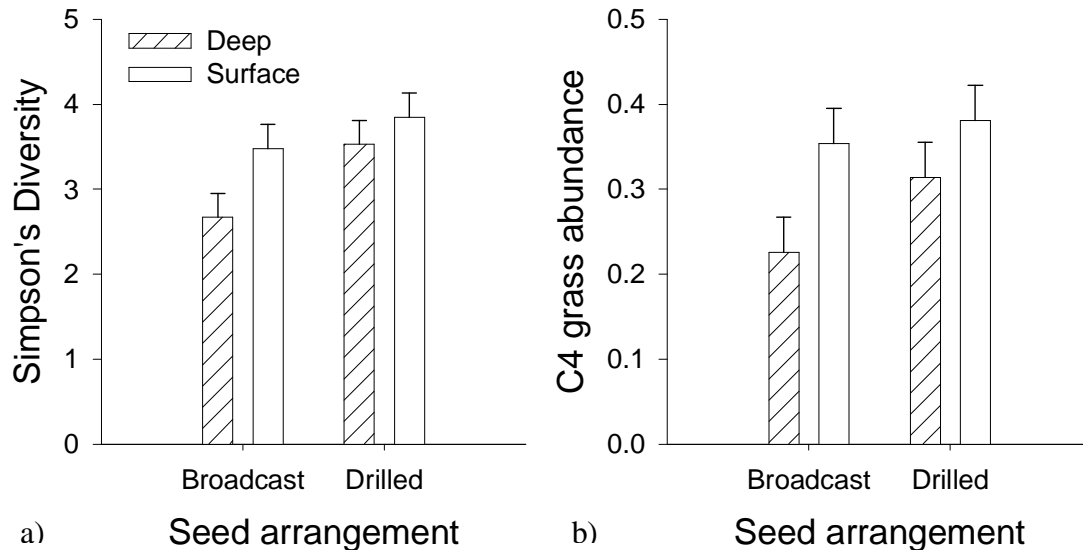 Simpson's Diversity
5
4
3
2
1
0
Deep
Surface
Broadcast Drilled
a) Seed arrangement
C4 grass abundance
0.5
0.4
0.3
0.2
0.1
0.0
Broadcast Drilled
b) Seed arrangement